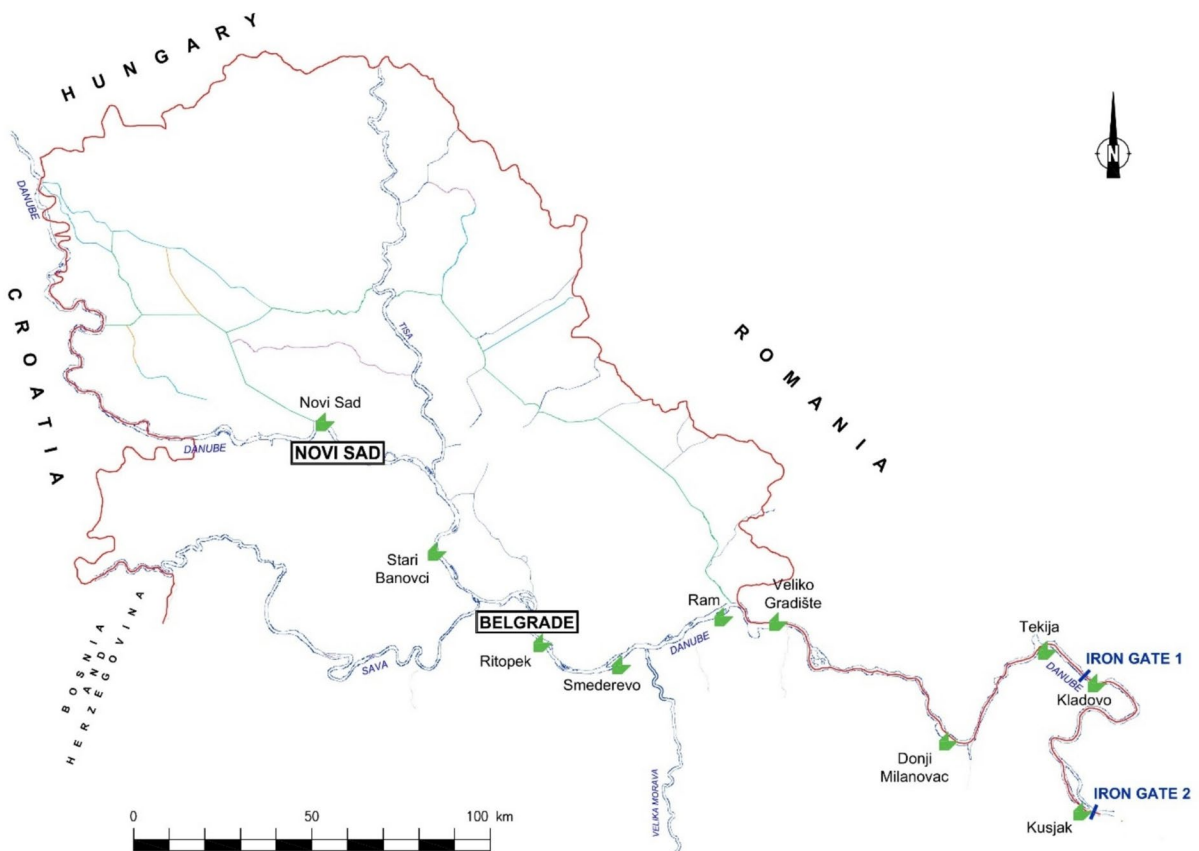 HUNGARY
DANUBE
CROATIA
TISA
ROMANIA
Novi Sad
NOVI SAD
DANUBE
Stari
Banovci
BOSNIA
AND
HERZEGOVINA
BELGRADE
Ritopek
SAVA
Smederevo
Ram
DANUBE
Veliko
Gradište
Tekija
IRON GATE 1
DANUBE
Kladovo
Donji
Milanovac
VELIKA MORAVA
IRON GATE 2
Kusjak
0 50 100 km
N